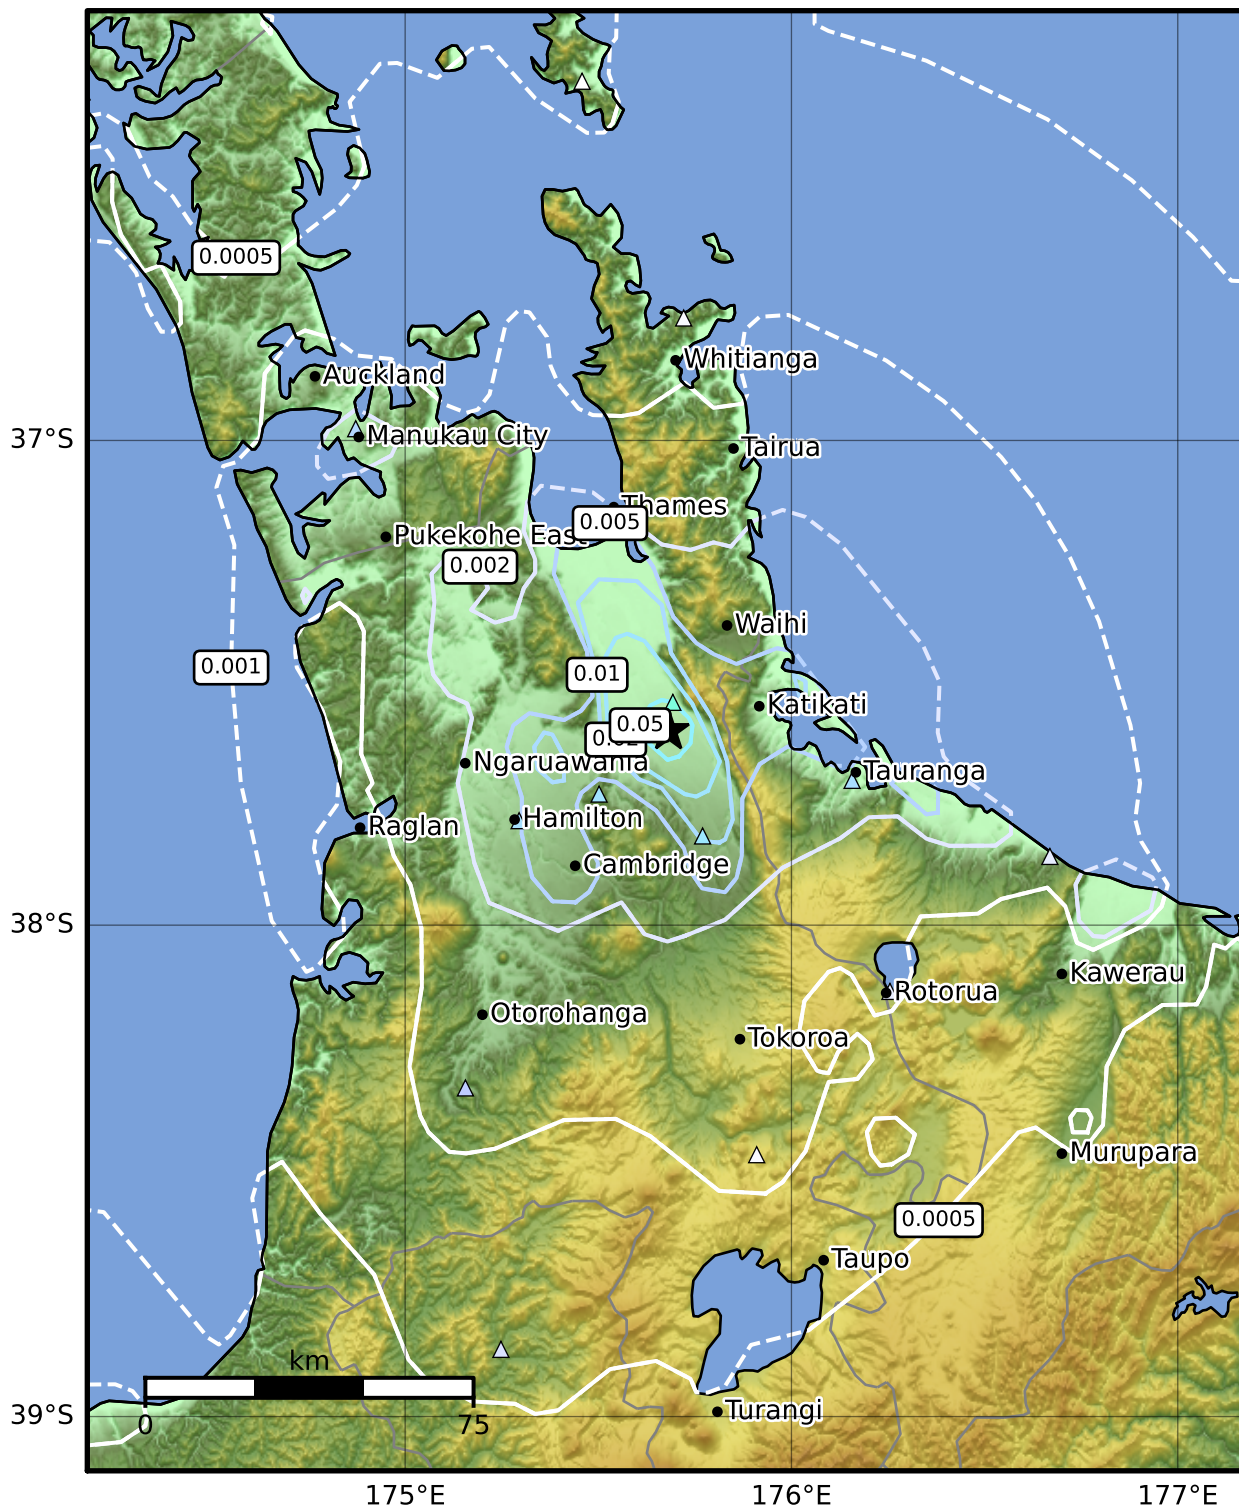 0.0005
Whitianga
Auckland
37°S
Manukau City
Tairua
Thames
0.005
Pukekohe East
0.002
Waihi
0.001
0.01
Katikati
0.05
Ngaruawahia
Tauranga
Hamilton
Raglan
Cambridge
38°S
Kawerau
Rotorua
Otorohanga
Tokoroa
Murupara
0.0005
Taupo
km
0
75
Turangi
39°S
175°E
176°E
177°E